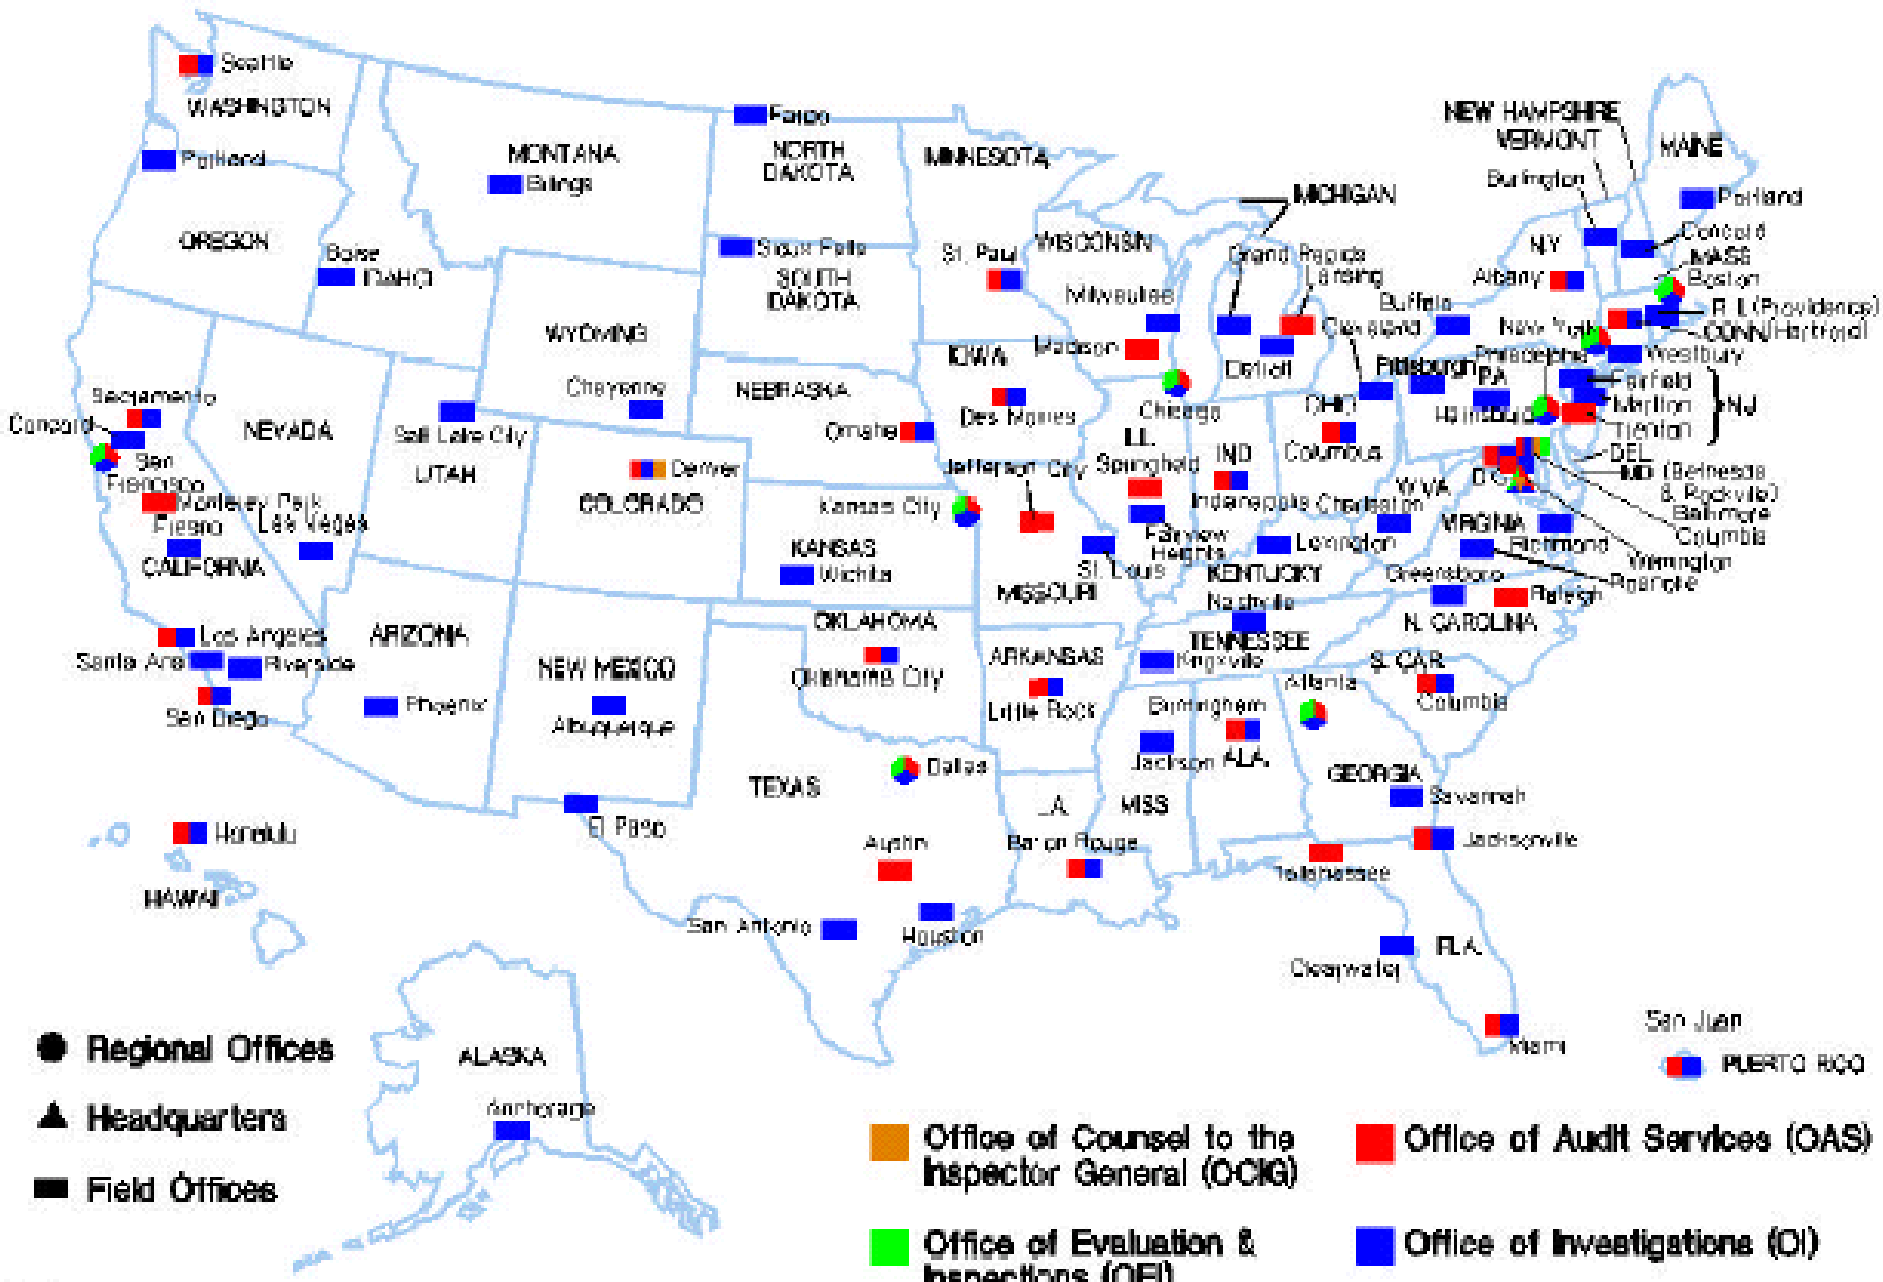 Seattle
WASHINGTON
Portland
OREGON
Boise
IDAHO
MONTANA
Billings
Fargo
NORTH
DAKOTA
Sioux Falls
SOUTH
DAKOTA
WYOMING
Cheyenne
NEBRASKA
Omaha
MINNESOTA
St. Paul
WISCONSIN
Milwaukee
Madison
MICHIGAN
Grand Rapids
Lansing
Detroit
IOWA
Des Moines
Chicago
ILL.
Springfield
Fairview
Heights
IND
Indianapolis
OHIO
Cleveland
Columbus
Sacramento
Concord
San
Francisco
Monterey Park
Fresno
CALIFORNIA
Las Vegas
NEVADA
Salt Lake City
UTAH
Denver
COLORADO
Kansas City
KANSAS
Wichita
Jefferson City
St. Louis
MISSOURI
Los Angeles
Santa Ana
Riverside
San Diego
ARIZONA
Phoenix
NEW MEXICO
Albuquerque
El Paso
OKLAHOMA
Oklahoma City
ARKANSAS
Little Rock
TEXAS
Dallas
Austin
San Antonio
Houston
LA
Baton Rouge
MISS
Jackson
ALA.
Birmingham
Lexington
KENTUCKY
Nashville
TENNESSEE
Knoxville
Atlanta
GEORGIA
Savannah
Jacksonville
Tallahassee
Clearwater
FLA.
Miami
San Juan
PUERTO RICO
S. CAR.
Columbia
N. CAROLINA
Greensboro
Raleigh
Charleston
W.VA
VIRGINIA
Richmond
Roanoke
D.C.
NEW HAMPSHIRE
VERMONT
Burlington
MAINE
Portland
Concord
MASS
Boston
R.I. (Providence)
CONN (Hartford)
N.Y.
Albany
Buffalo
New York
Westbury
Philadelphia
Pittsburgh
PA
Harrisburg
Fairfield
Marlton
Trenton
NJ
DEL
MD (Bethesda
& Rockville)
Baltimore
Columbia
Honolulu
HAWAII
ALASKA
Anchorage
Regional Offices
Headquarters
Field Offices
Office of Counsel to the
Inspector General (OCIG)
Office of Evaluation &
Inspections (OEI)
Office of Audit Services (OAS)
Office of Investigations (OI)